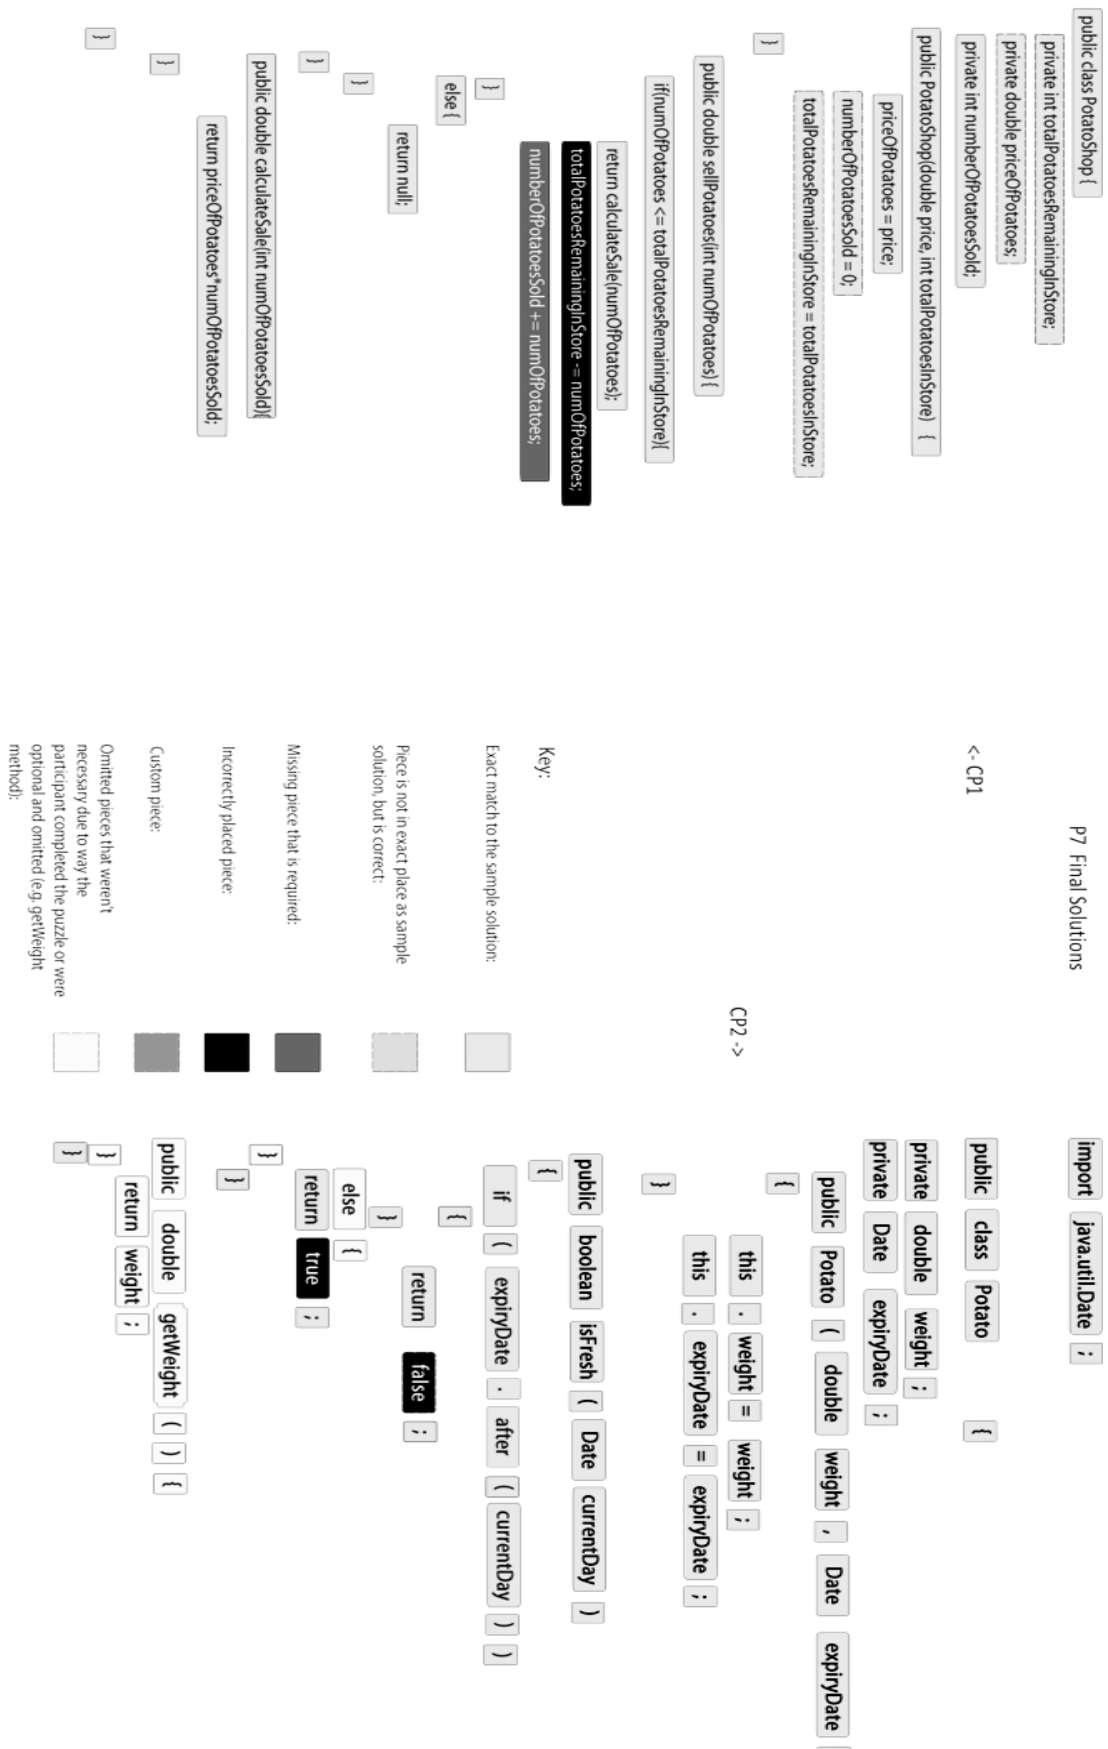 public class PotatoShop {
private int totalPotatoesRemainingInStore;
private double priceOfPotatoes;
private int numberOfPotatoesSold;
public PotatoShop(double price, int totalPotatoesInStore) {
priceOfPotatoes = price;
numberOfPotatoesSold = 0;
totalPotatoesRemainingInStore = totalPotatoesInStore;
}
public double sellPotatoes(int numOfPotatoes) {
if(numOfPotatoes <= totalPotatoesRemainingInStore){
return calculateSale(numOfPotatoes);
totalPotatoesRemainingInStore -= numOfPotatoes;
numberOfPotatoesSold += numOfPotatoes;
}
else {
return null;
}
}
public double calculateSale(int numOfPotatoesSold){
return priceOfPotatoes*numOfPotatoesSold;
}
}
P7 Final Solutions
<- CP1
CP2 ->
Key:
Exact match to the sample solution:
Piece is not in exact place as sample
solution, but is correct:
Missing piece that is required:
Incorrectly placed piece:
Custom piece:
Omitted pieces that weren't
necessary due to way the
participant completed the puzzle or were
optional and omitted (e.g. getWeight
method):
import java.util.Date ;
public class Potato {
private double weight ;
private Date expiryDate ;
public Potato ( double weight , Date expiryDate
{
this . weight = weight ;
this . expiryDate = expiryDate ;
}
public boolean isFresh ( Date currentDay )
{
if ( expiryDate . after ( currentDay ) )
{
return false ;
}
else {
return true ;
}
}
public double getWeight ( ) {
return weight ;
}
}